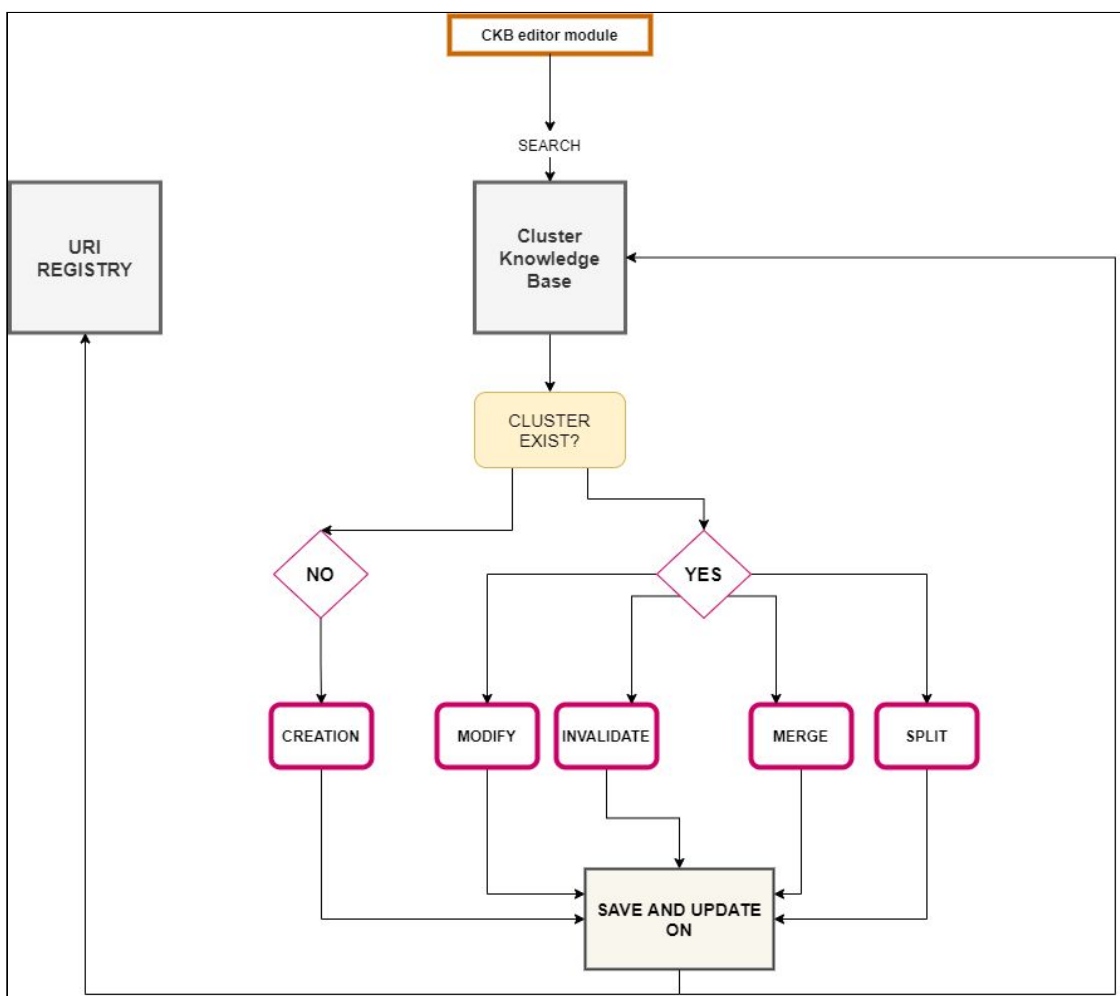 CKB editor module
SEARCH
URI
REGISTRY
Cluster
Knowledge
Base
CLUSTER
EXIST?
NO
YES
CREATION
MODIFY
INVALIDATE
MERGE
SPLIT
SAVE AND UPDATE
ON